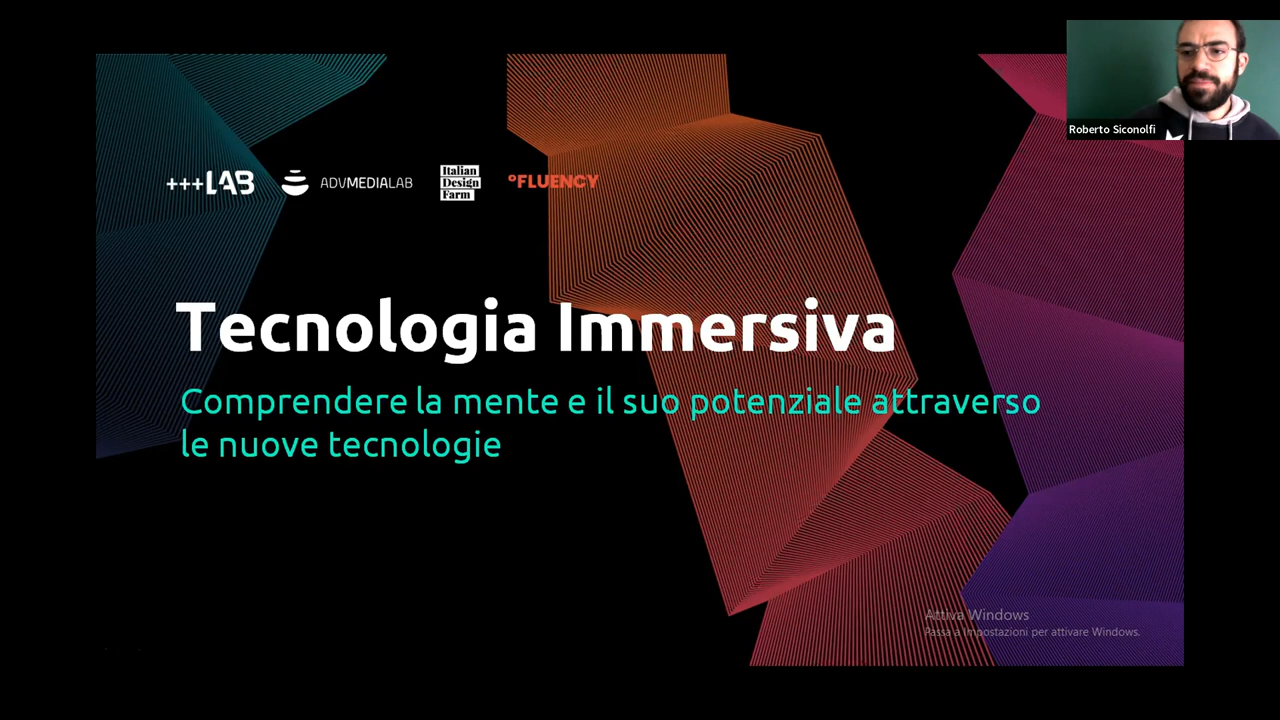 Roberto Siconolfi
+++LAB
ADVMEDIALAB
Italian
Design
Farm
°FLUENCY
Tecnologia Immersiva
Comprendere la mente e il suo potenziale attraverso
le nuove tecnologie
Attiva Windows
Passa a Impostazioni per attivare Windows.